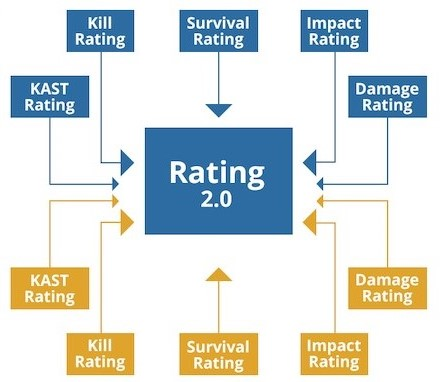 Kill
Rating
Survival
Rating
Impact
Rating
KAST
Rating
Damage
Rating
Rating
2.0
KAST
Rating
Damage
Rating
Kill
Rating
Survival
Rating
Impact
Rating